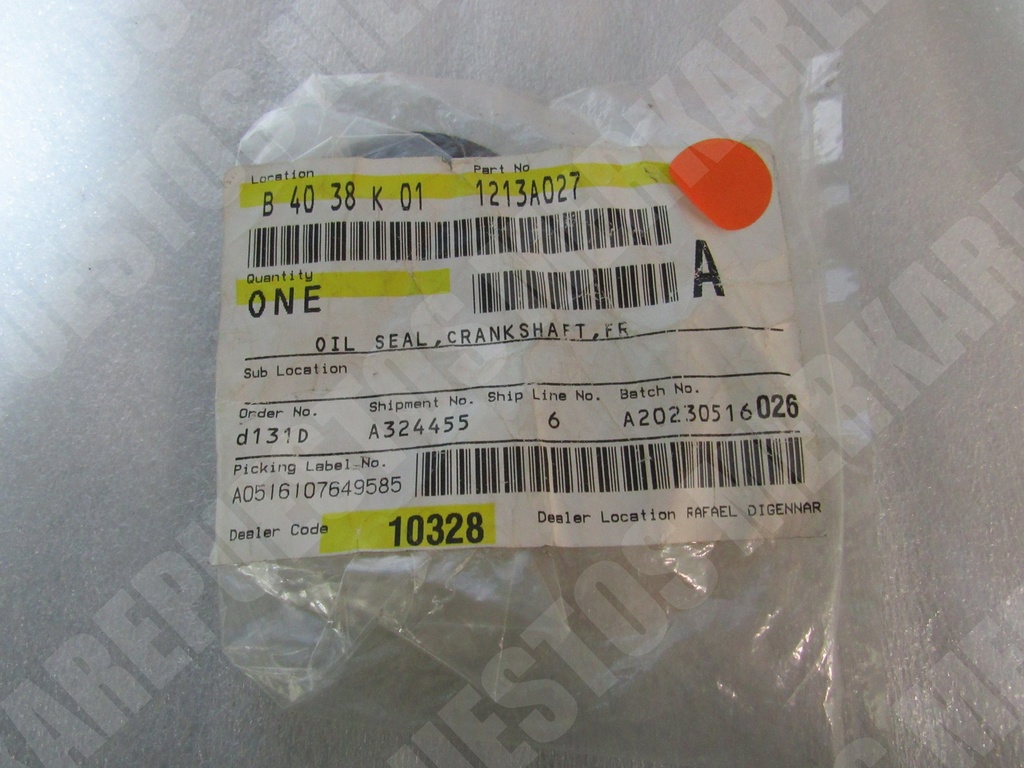 Location Part No
B 40 38 K 01 1213A027
Quantity
ONE A
OIL SEAL,CRANKSHAFT,FR
Sub Location
Order No. Shipment No. Ship Line No. Batch No.
d131D A324455 6 A20230516026
Picking Label No.
A0516107649585
Dealer Code 10328 Dealer Location RAFAEL DIGENNAR